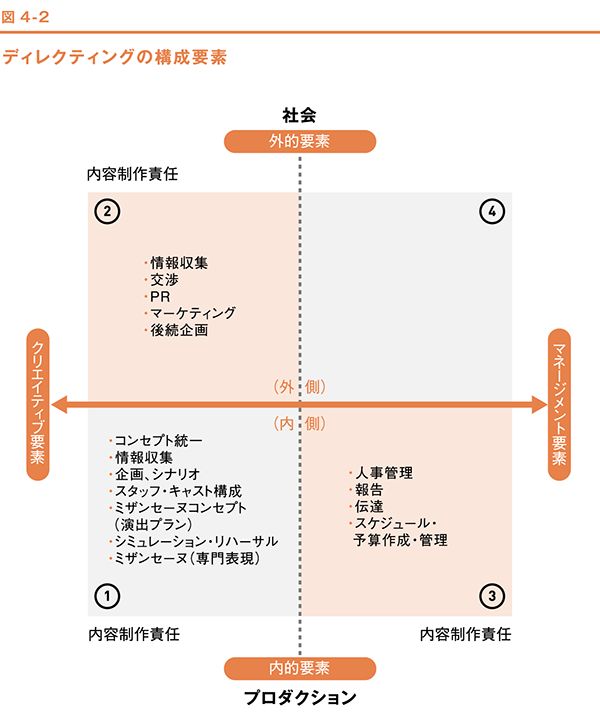 図 4-2
ディレクティングの構成要素
社会
外的要素
内容制作責任
②
④
・情報収集
・交渉
・PR
・マーケティング
・後続企画
クリエイティブ要素
マネージメント要素
（外 側）
（内 側）
・コンセプト統一
・情報収集
・企画、シナリオ
・スタッフ・キャスト構成
・ミザンセーヌコンセプト
（演出プラン）
・シミュレーション・リハーサル
・ミザンセーヌ（専門表現）
・人事管理
・報告
・伝達
・スケジュール・
予算作成・管理
①
③
内容制作責任
内容制作責任
内的要素
プロダクション